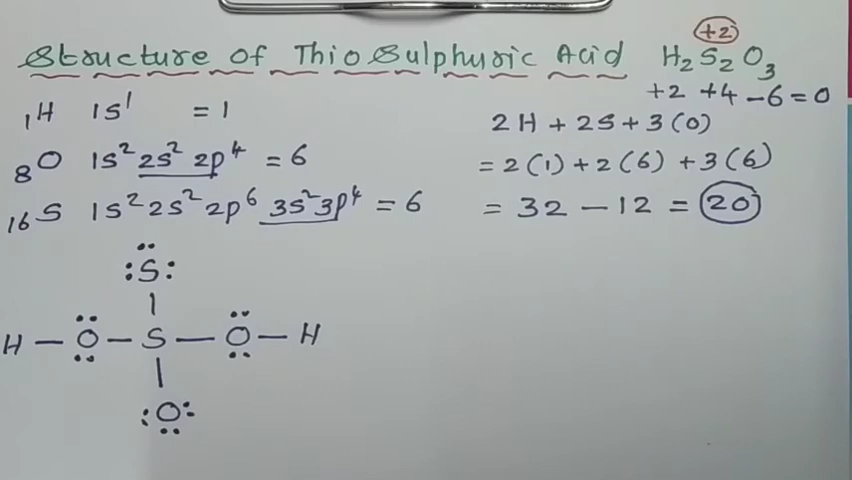 Structure of Thio Sulphuric Acid H₂S₂O₃
+2
+2 +4 -6 = 0
₁H 1s¹ = 1
₈O 1s² 2s² 2p⁴ = 6
₁₆S 1s² 2s² 2p⁶ 3s² 3p⁴ = 6
2H + 2S + 3(O)
= 2(1) + 2(6) + 3(6)
= 32 - 12 = 20
S
H - O - S - O - H
O